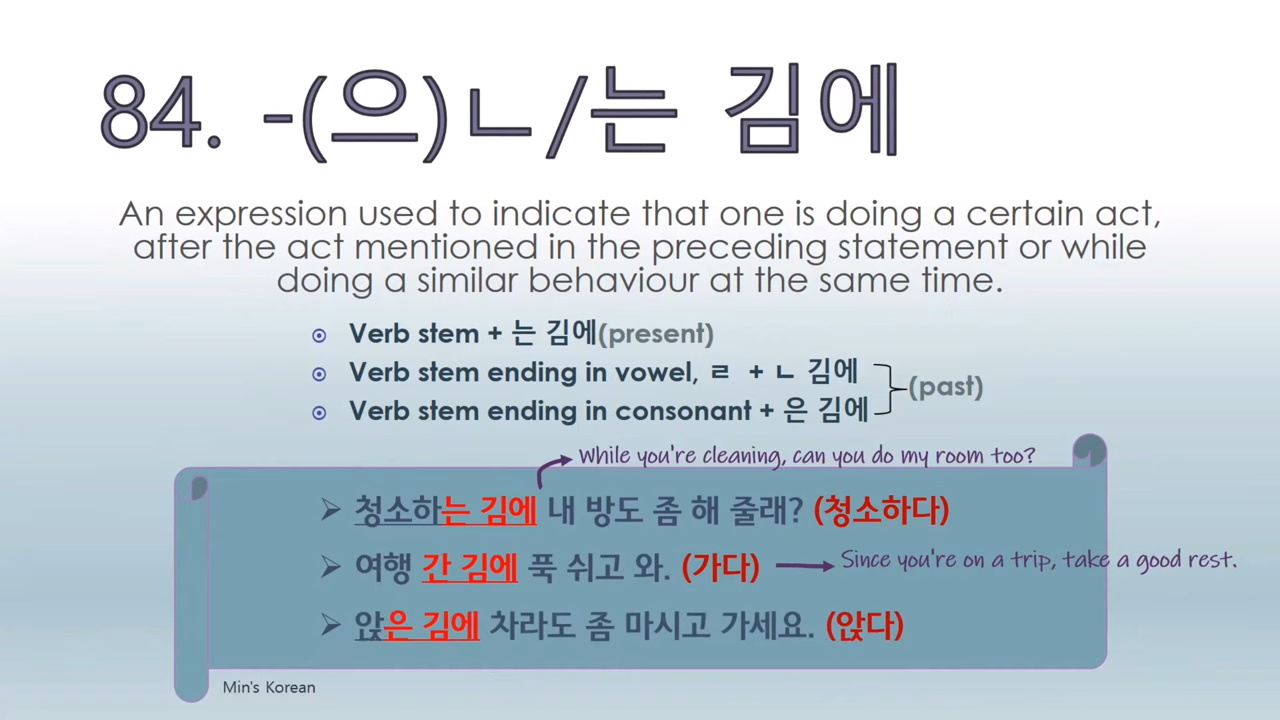 84. -(으)ㄴ/는 김에
An expression used to indicate that one is doing a certain act,
after the act mentioned in the preceding statement or while
doing a similar behaviour at the same time.
Verb stem + 는 김에(present)
Verb stem ending in vowel, ㄹ + ㄴ 김에
Verb stem ending in consonant + 은 김에
(past)
While you're cleaning, can you do my room too?
청소하는 김에 내 방도 좀 해 줄래? (청소하다)
여행 간 김에 푹 쉬고 와. (가다)
Since you're on a trip, take a good rest.
앉은 김에 차라도 좀 마시고 가세요. (앉다)
Min's Korean